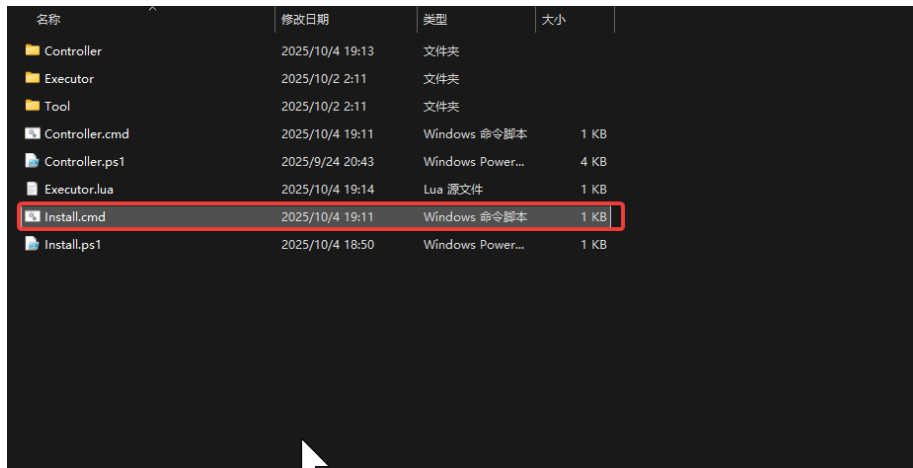 名称 修改日期 类型 大小
Controller 2025/10/4 19:13 文件夹
Executor 2025/10/2 2:11 文件夹
Tool 2025/10/2 2:11 文件夹
Controller.cmd 2025/10/4 19:11 Windows 命令脚本 1 KB
Controller.ps1 2025/9/24 20:43 Windows Power... 4 KB
Executor.lua 2025/10/4 19:14 Lua 源文件 1 KB
Install.cmd 2025/10/4 19:11 Windows 命令脚本 1 KB
Install.ps1 2025/10/4 18:50 Windows Power... 1 KB